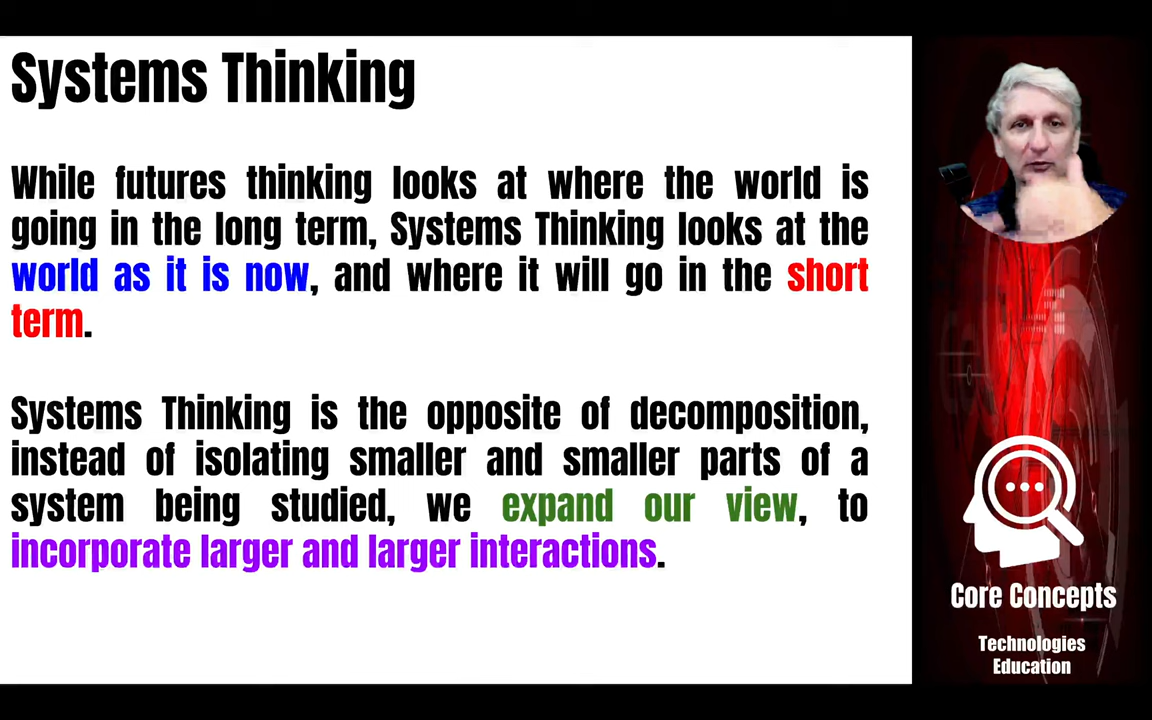 Systems Thinking
While futures thinking looks at where the world is
going in the long term, Systems Thinking looks at the
world as it is now, and where it will go in the short
term.
Systems Thinking is the opposite of decomposition,
instead of isolating smaller and smaller parts of a
system being studied, we expand our view, to
incorporate larger and larger interactions.
Core Concepts
Technologies
Education